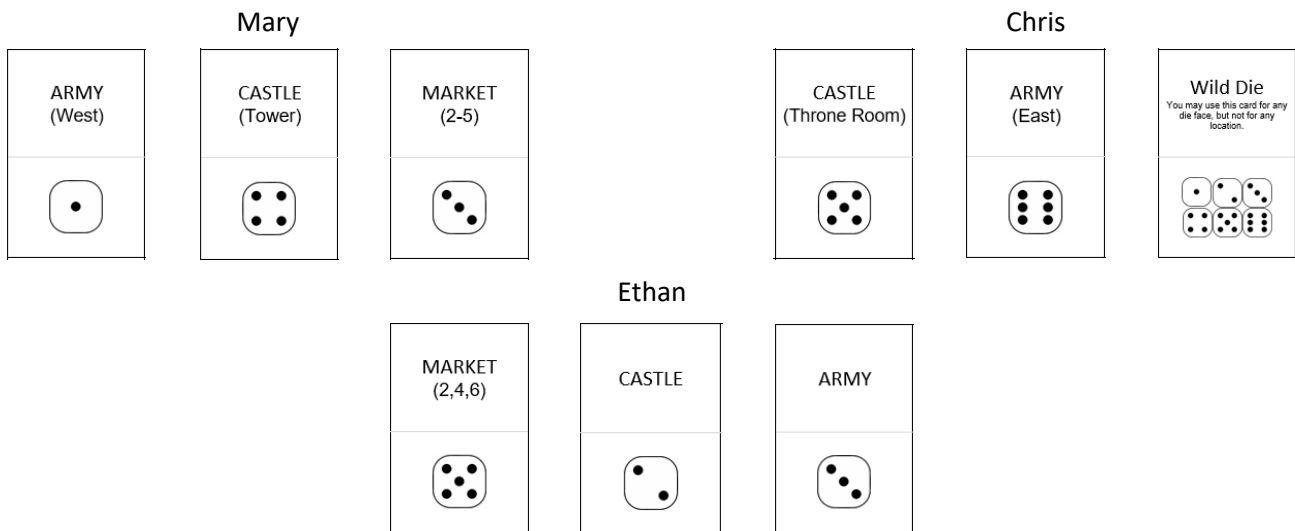 Mary
Chris
ARMY
(West)
CASTLE
(Tower)
MARKET
(2-5)
CASTLE
(Throne Room)
ARMY
(East)
Wild Die
You may use this card for any
die face, but not for any
location.
Ethan
MARKET
(2,4,6)
CASTLE
ARMY